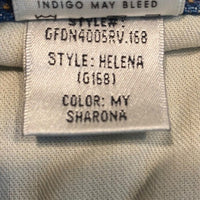 INDIGO MAY BLEED
STYLE#:
GFDN4005RV.168
STYLE: HELENA
(G168)
COLOR: MY
SHARONA